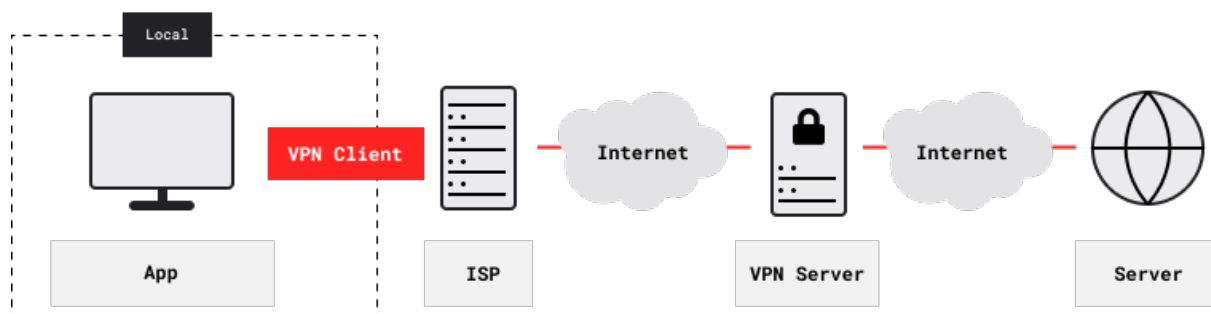 Local
VPN Client
Internet
Internet
App
ISP
VPN Server
Server